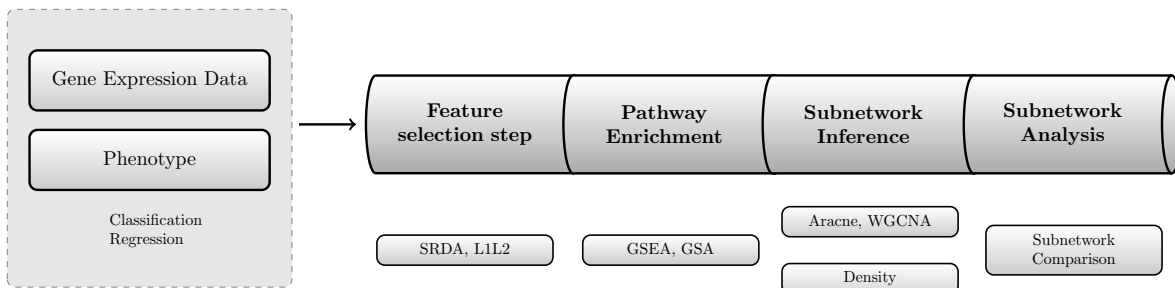 Gene Expression Data
Phenotype
Classification
Regression
Feature
selection step
Pathway
Enrichment
Subnetwork
Inference
Subnetwork
Analysis
SRDA, L1L2
GSEA, GSA
Aracne, WGCNA
Density
Subnetwork
Comparison